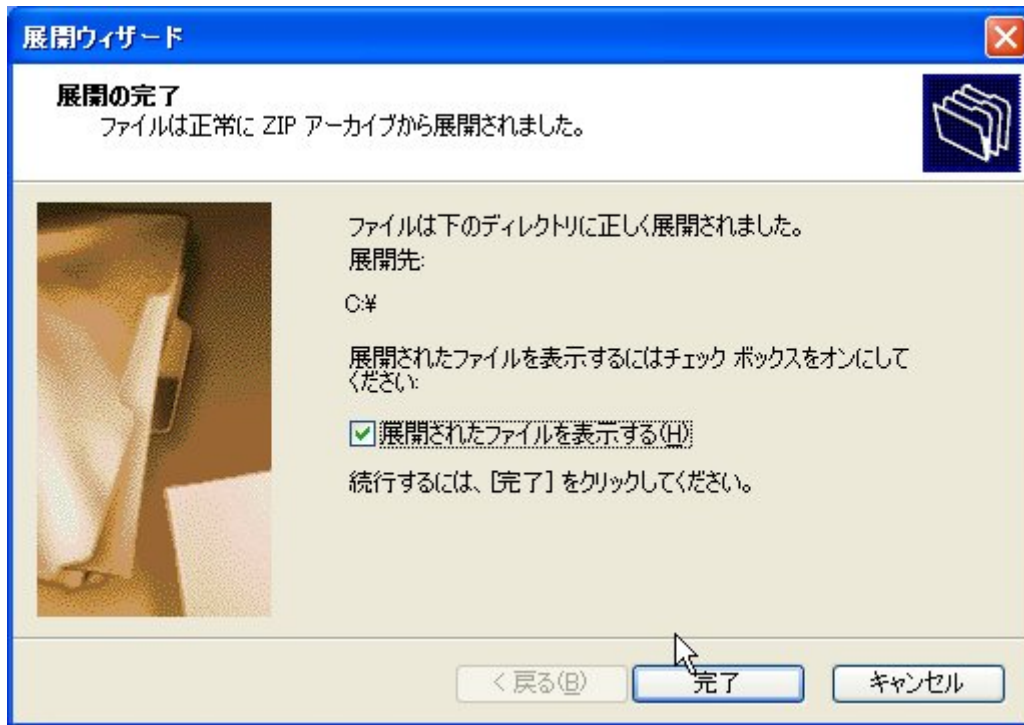 展開ウィザード
展開の完了
ファイルは正常に ZIP アーカイブから展開されました。
ファイルは下のディレクトリに正しく展開されました。
展開先:
C:¥
展開されたファイルを表示するにはチェック ボックスをオンにして
ください:
展開されたファイルを表示する(H)
続行するには、[完了] をクリックしてください。
< 戻る(B)
完了
キャンセル